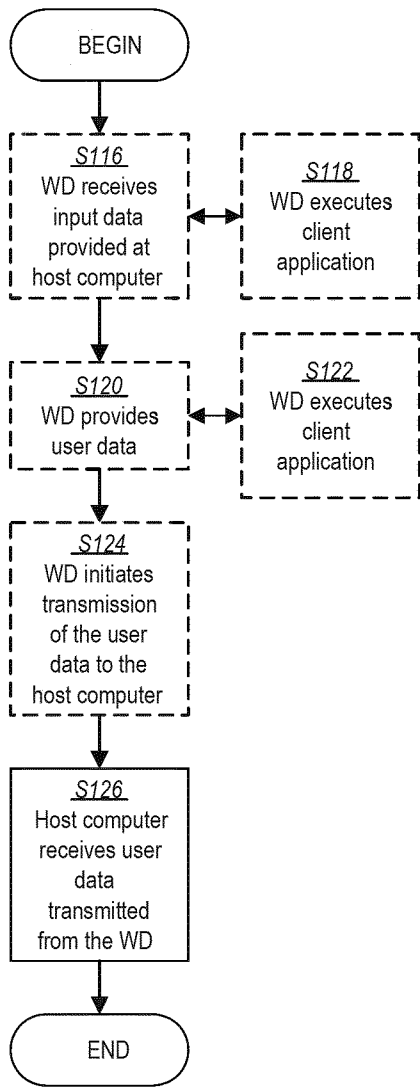 BEGIN
S116
WD receives
input data
provided at
host computer
S118
WD executes
client
application
S120
WD provides
user data
S122
WD executes
client
application
S124
WD initiates
transmission
of the user
data to the
host computer
S126
Host computer
receives user
data
transmitted
from the WD
END